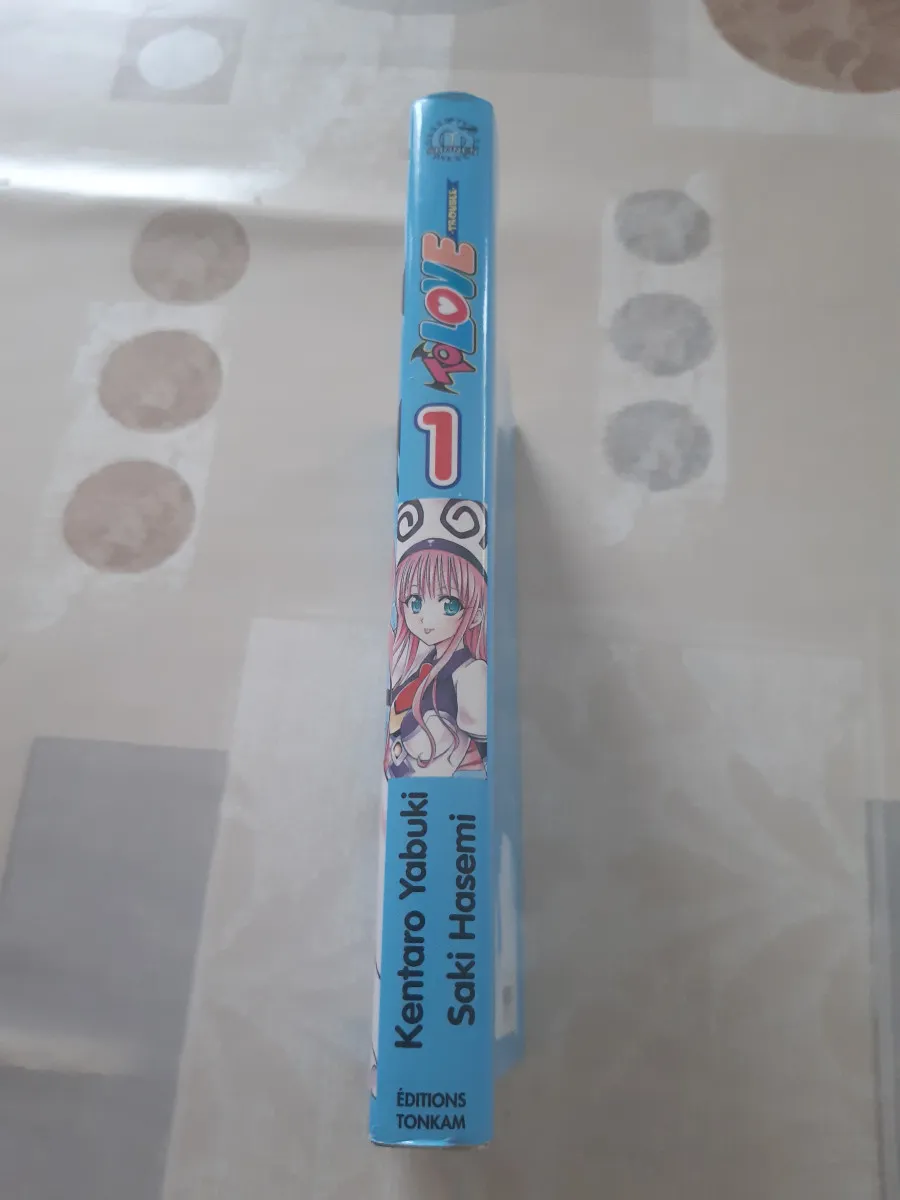 TO LOVE
TROUBLE
1
Kentaro Yabuki
Saki Hasemi
ÉDITIONS
TONKAM